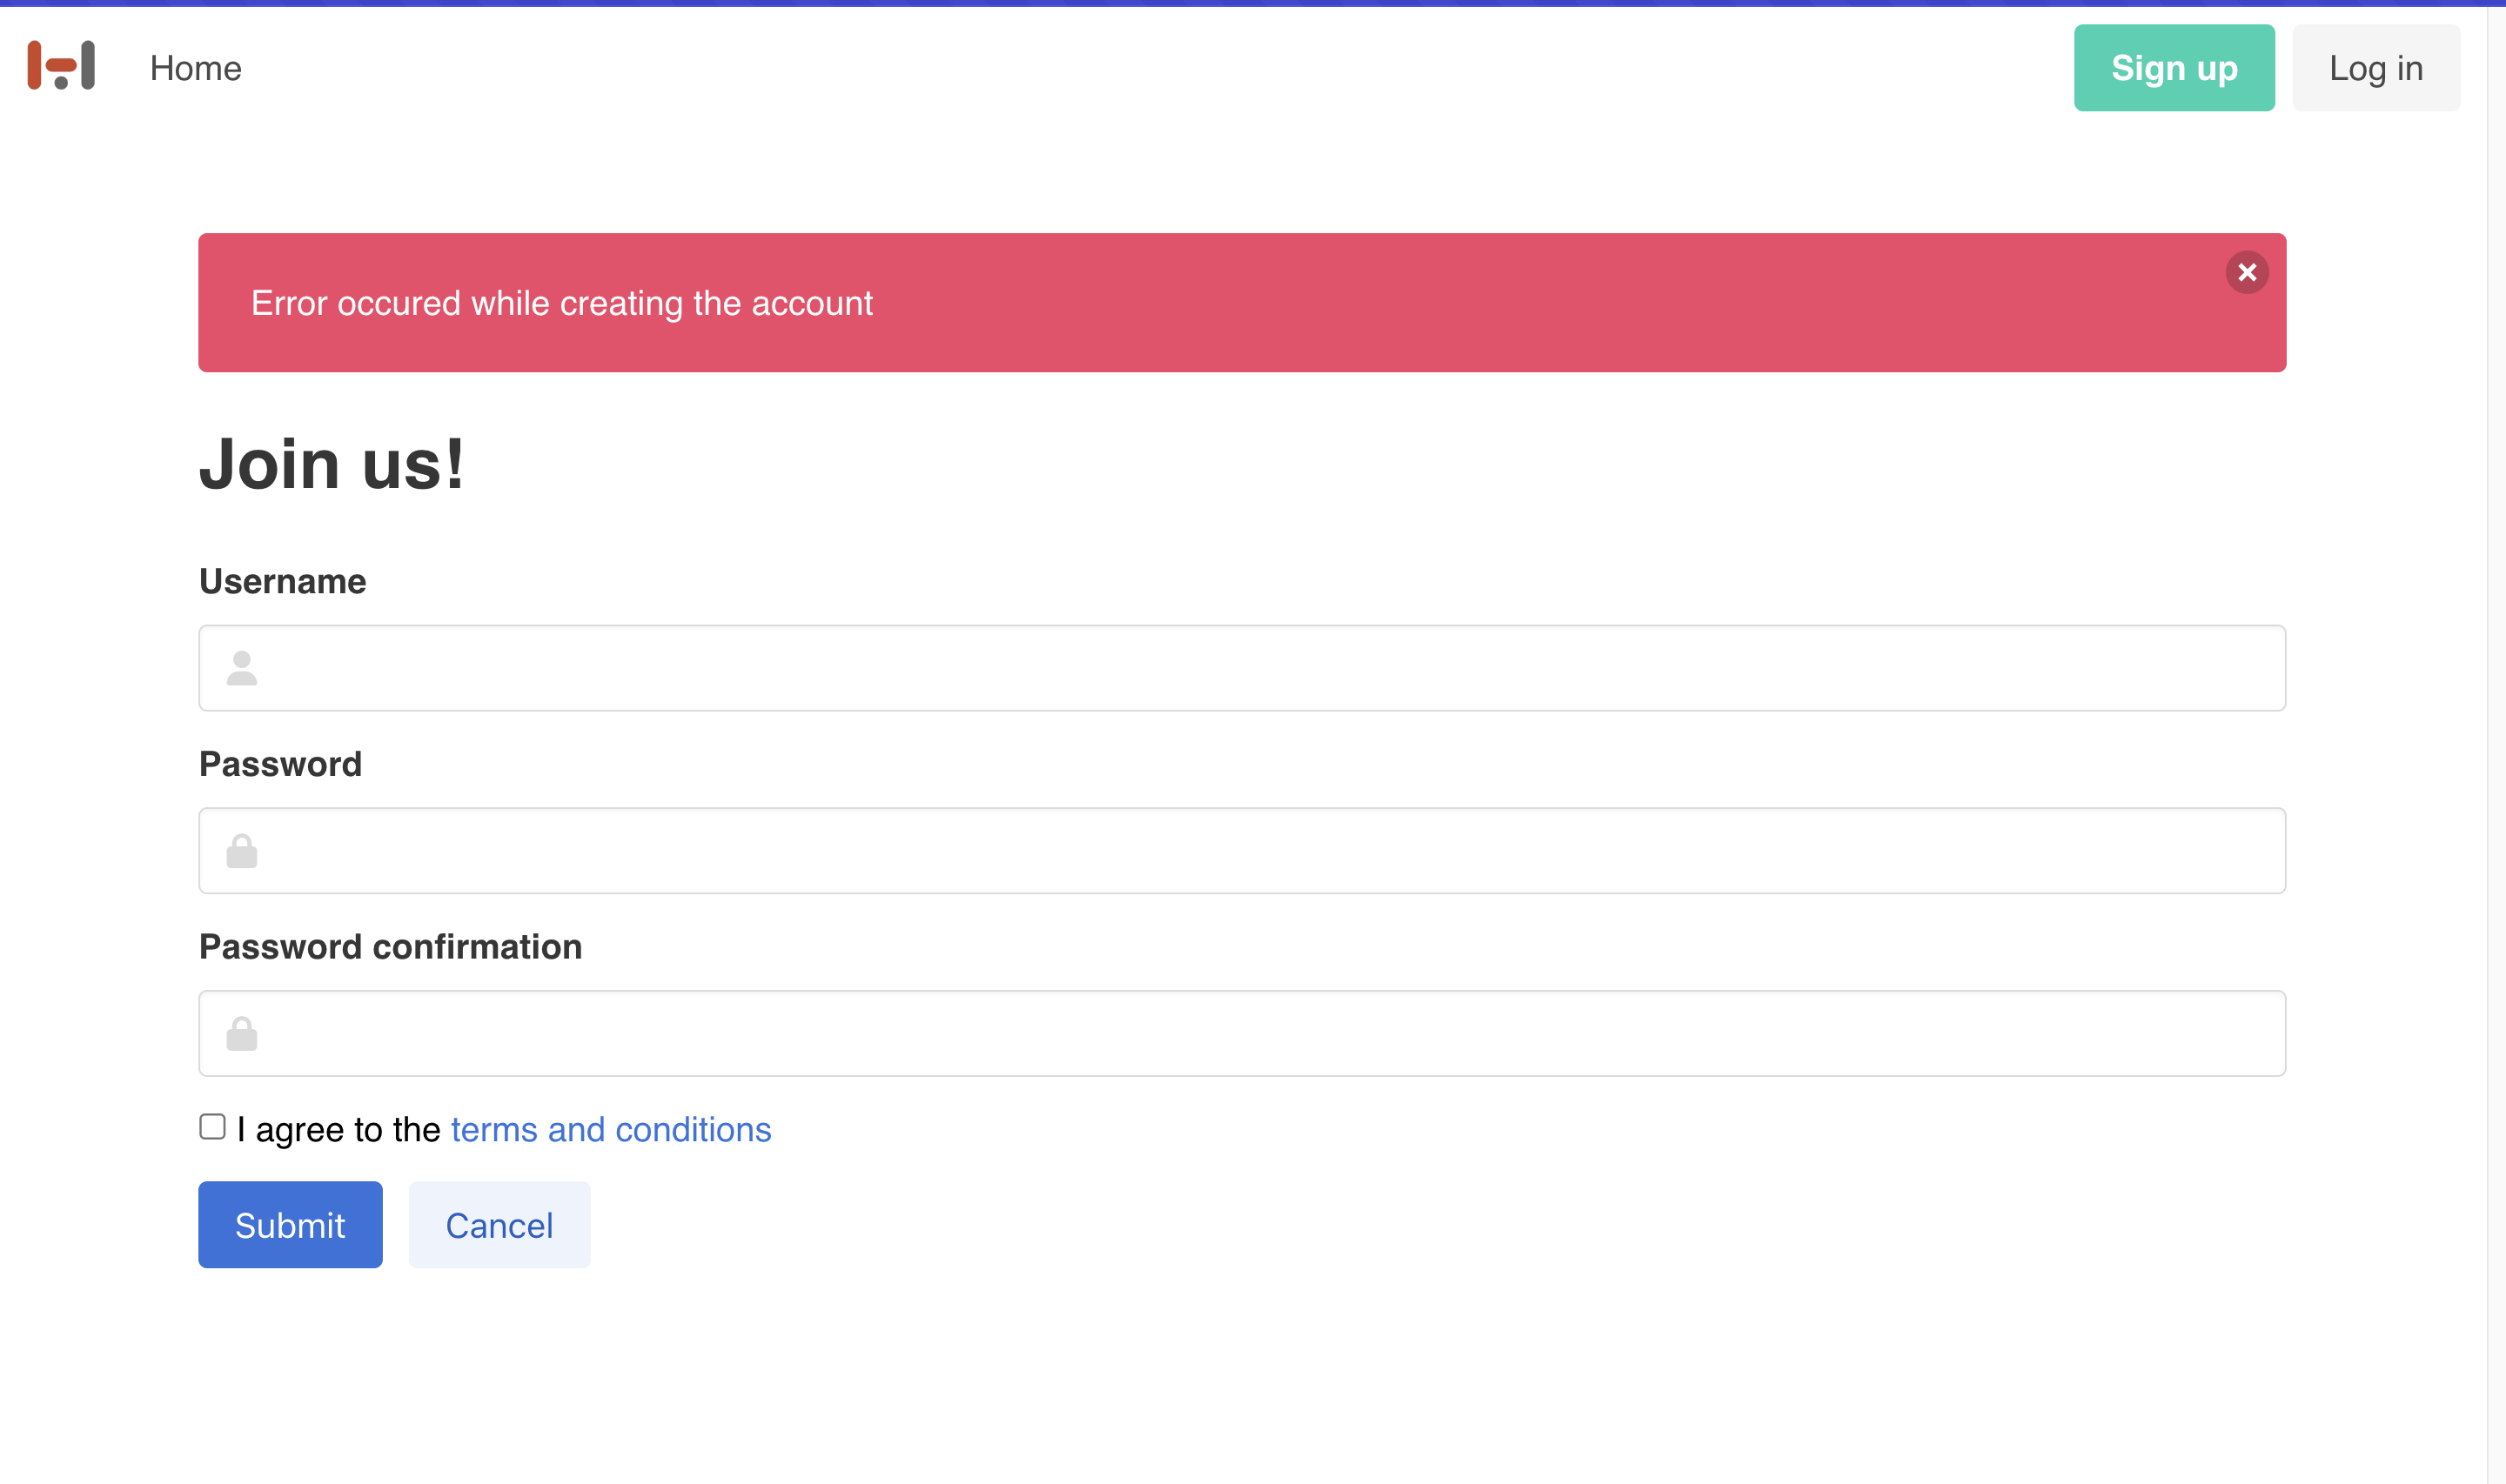 Home
Sign up
Log in
Error occured while creating the account
Join us!
Username
Password
Password confirmation
I agree to the terms and conditions
Submit
Cancel